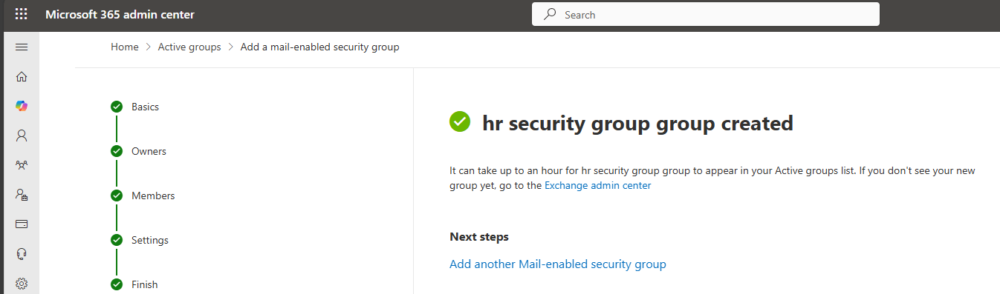 Microsoft 365 admin center
Search
Home > Active groups > Add a mail-enabled security group
Basics
Owners
Members
Settings
Finish
hr security group group created
It can take up to an hour for hr security group group to appear in your Active groups list. If you don't see your new
group yet, go to the Exchange admin center
Next steps
Add another Mail-enabled security group